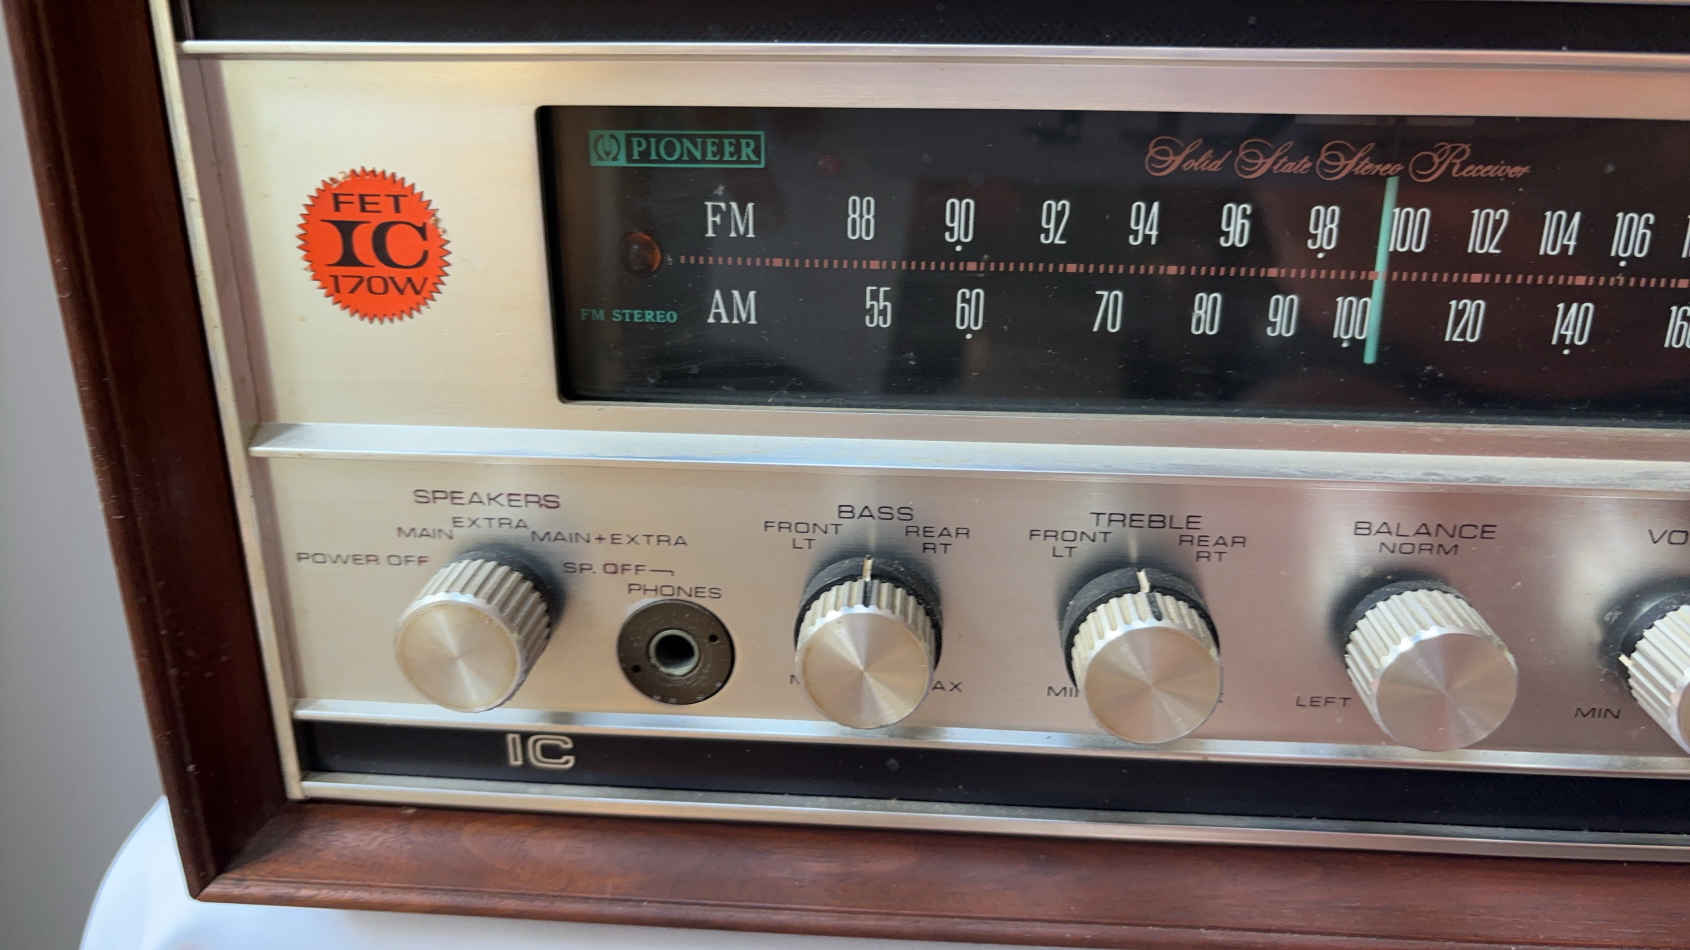 FET
IC
170W
PIONEER
Solid State Stereo Receiver
FM 88 90 92 94 96 98 100 102 104 106
FM STEREO
AM 55 60 70 80 90 100 120 140
SPEAKERS
POWER OFF MAIN EXTRA MAIN+EXTRA
SP. OFF
PHONES
BASS
FRONT REAR
LT RT
TREBLE
FRONT REAR
LT RT
BALANCE
NORM
LEFT
MIN
IC